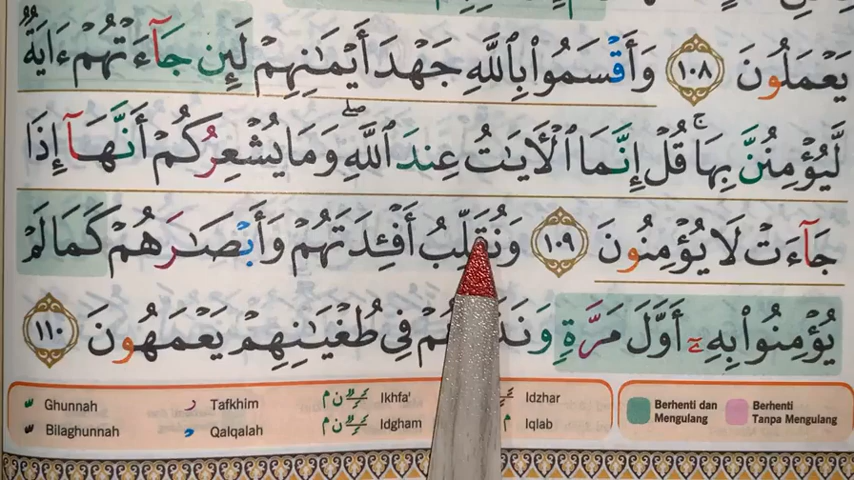 يَعْمَلُونَ ١٠٨ وَأَقْسَمُوا۟ بِٱللَّهِ جَهْدَ أَيْمَٰنِهِمْ لَئِن جَآءَتْهُمْ ءَايَةٌ
لَّيُؤْمِنُنَّ بِهَا ۚ قُلْ إِنَّمَا ٱلْأَيَٰتُ عِندَ ٱللَّهِ ۖ وَمَا يُشْعِرُكُمْ أَنَّهَآ إِذَا
جَآءَتْ لَا يُؤْمِنُونَ ١٠٩ وَنُقَلِّبُ أَفْـِٔدَتَهُمْ وَأَبْصَٰرَهُمْ كَمَا لَمْ
يُؤْمِنُوا۟ بِهِۦٓ أَوَّلَ مَرَّةٍ فِى طُغْيَٰنِهِمْ يَعْمَهُونَ ١١٠
Ghunnah Tafkhim Ikhfa' Idzhar Berhenti dan Mengulang Berhenti Tanpa Mengulang
Bilaghunnah Qalqalah Idgham Iqlab